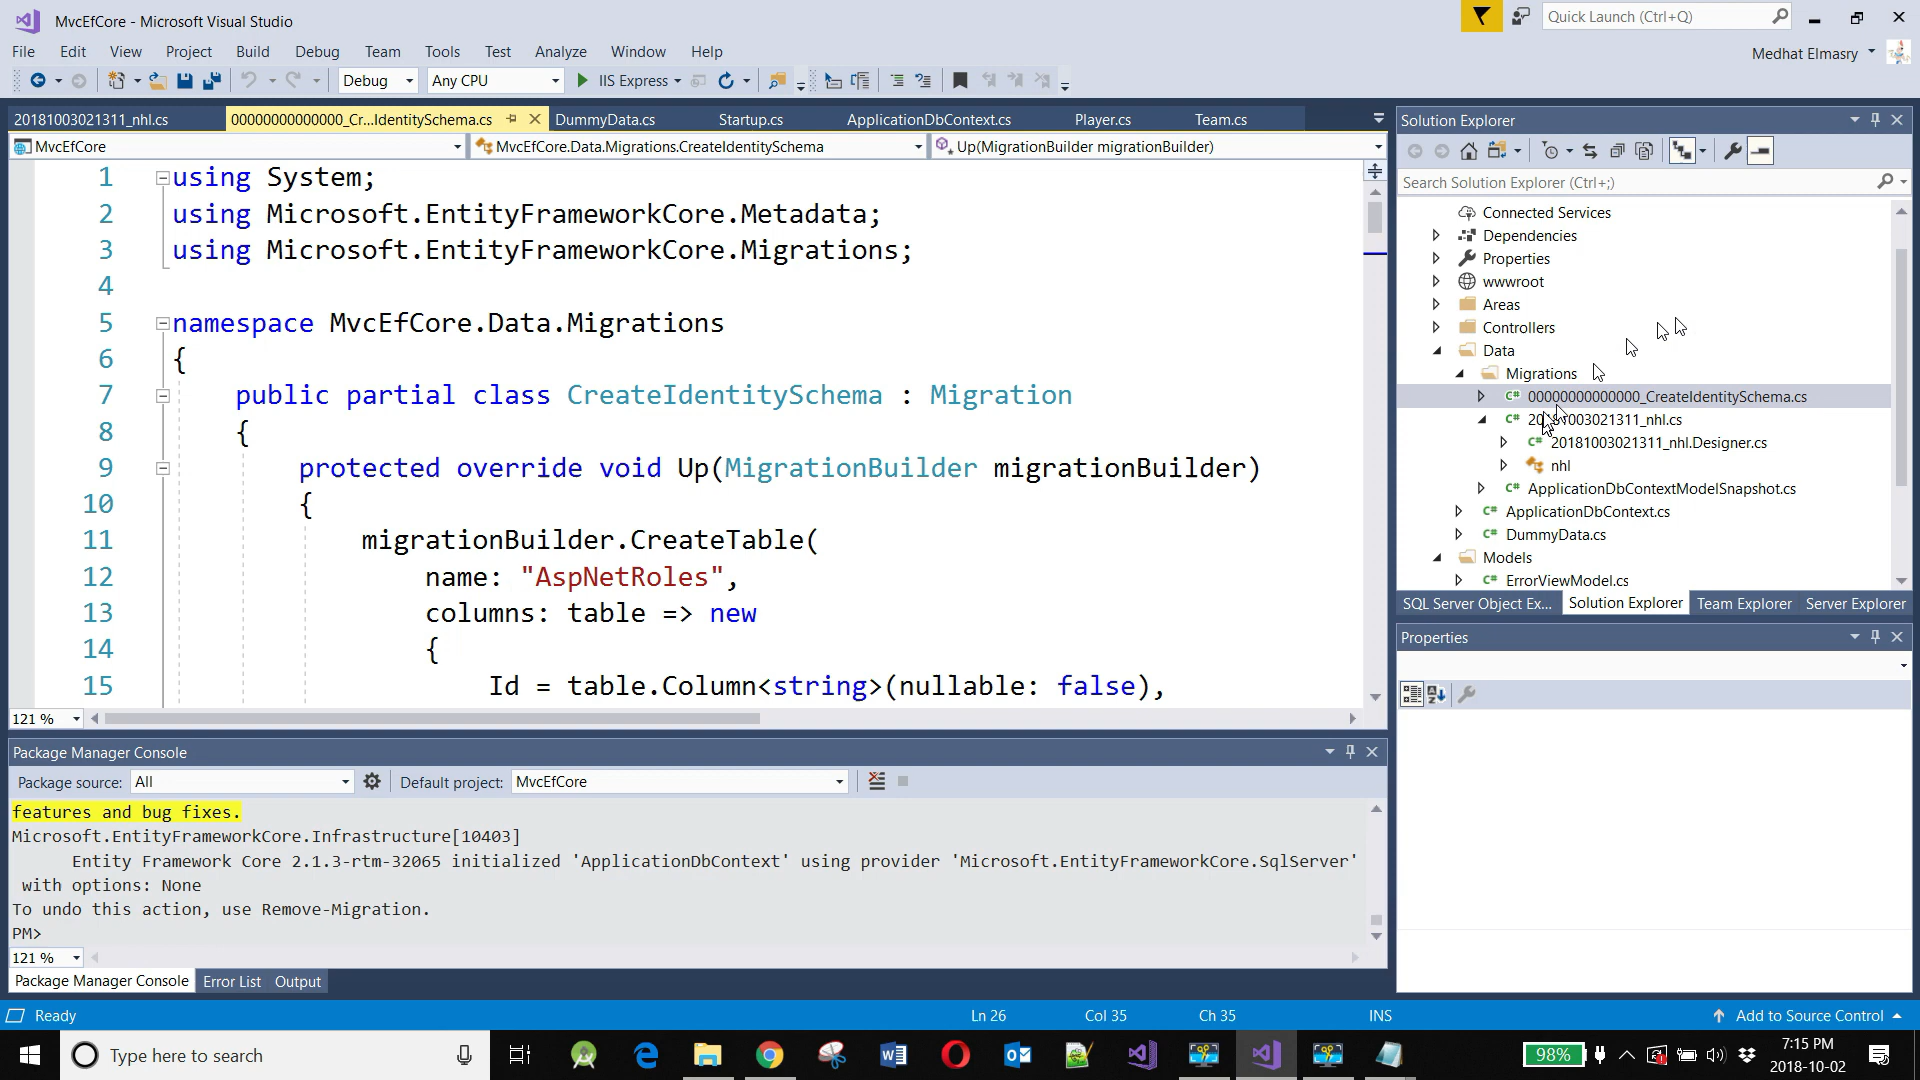 MvcEfCore - Microsoft Visual Studio
Quick Launch (Ctrl+Q)
File Edit View Project Build Debug Team Tools Test Analyze Window Help
Medhat Elmasry
Debug Any CPU IIS Express
20181003021311_nhl.cs 00000000000000_Cr...IdentitySchema.cs DummyData.cs Startup.cs ApplicationDbContext.cs Player.cs Team.cs
MvcEfCore MvcEfCore.Data.Migrations.CreateIdentitySchema Up(MigrationBuilder migrationBuilder)
1 using System;
2 using Microsoft.EntityFrameworkCore.Metadata;
3 using Microsoft.EntityFrameworkCore.Migrations;
4
5 namespace MvcEfCore.Data.Migrations
6 {
7 public partial class CreateIdentitySchema : Migration
8 {
9 protected override void Up(MigrationBuilder migrationBuilder)
10 {
11 migrationBuilder.CreateTable(
12 name: "AspNetRoles",
13 columns: table => new
14 {
15 Id = table.Column<string>(nullable: false),
121 %
Package Manager Console
Package source: All Default project: MvcEfCore
features and bug fixes.
Microsoft.EntityFrameworkCore.Infrastructure[10403]
Entity Framework Core 2.1.3-rtm-32065 initialized 'ApplicationDbContext' using provider 'Microsoft.EntityFrameworkCore.SqlServer'
with options: None
To undo this action, use Remove-Migration.
PM>
121 %
Package Manager Console Error List Output
Solution Explorer
Search Solution Explorer (Ctrl+;)
Connected Services
Dependencies
Properties
wwwroot
Areas
Controllers
Data
Migrations
C# 00000000000000_CreateIdentitySchema.cs
C# 20181003021311_nhl.cs
C# 20181003021311_nhl.Designer.cs
nhl
C# ApplicationDbContextModelSnapshot.cs
C# ApplicationDbContext.cs
C# DummyData.cs
Models
C# ErrorViewModel.cs
SQL Server Object Ex... Solution Explorer Team Explorer Server Explorer
Properties
Ready Ln 26 Col 35 Ch 35 INS Add to Source Control
Type here to search
98%
7:15 PM
2018-10-02